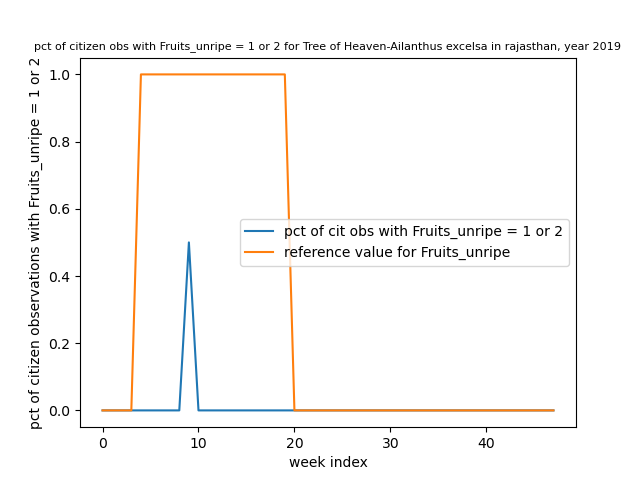 pct of citizen obs with Fruits_unripe = 1 or 2 for Tree of Heaven-Ailanthus excelsa in rajasthan, year 2019
pct of citizen observations with Fruits_unripe = 1 or 2
1.0
0.8
0.6
0.4
0.2
0.0
pct of cit obs with Fruits_unripe = 1 or 2
reference value for Fruits_unripe
0 10 20 30 40
week index